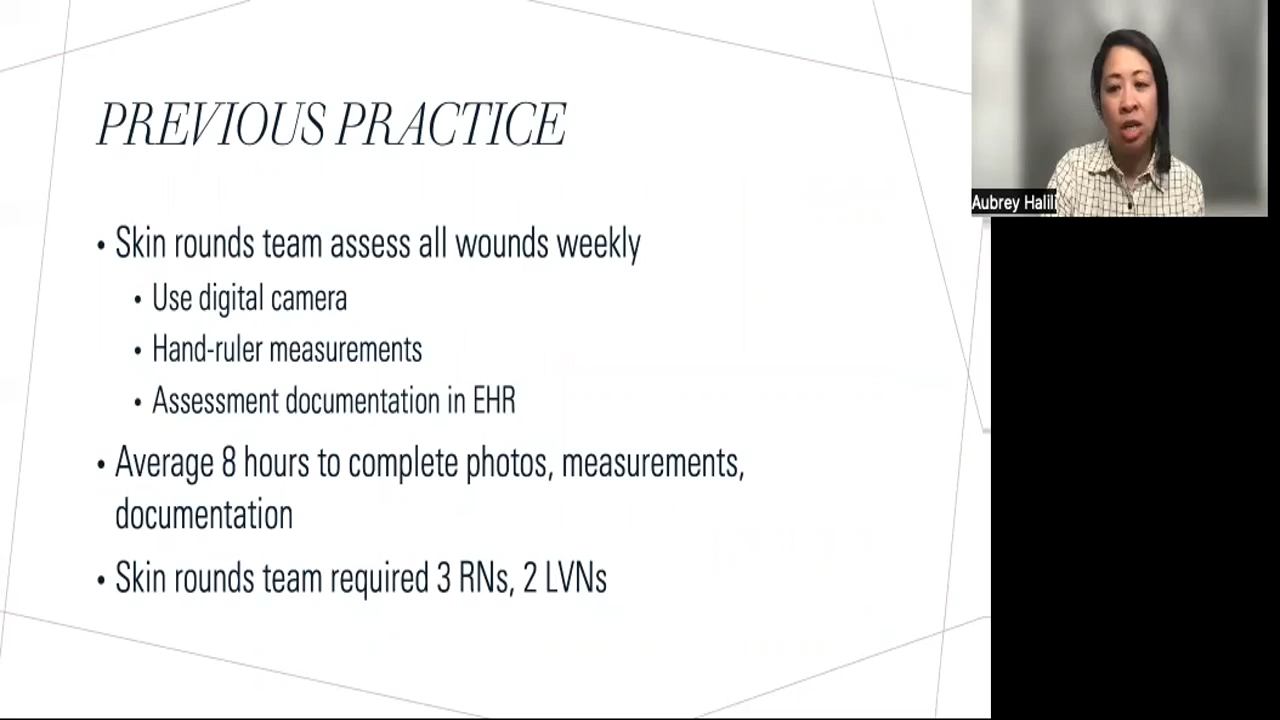 PREVIOUS PRACTICE
• Skin rounds team assess all wounds weekly
• Use digital camera
• Hand-ruler measurements
• Assessment documentation in EHR
• Average 8 hours to complete photos, measurements,
documentation
• Skin rounds team required 3 RNs, 2 LVNs
Aubrey Halili